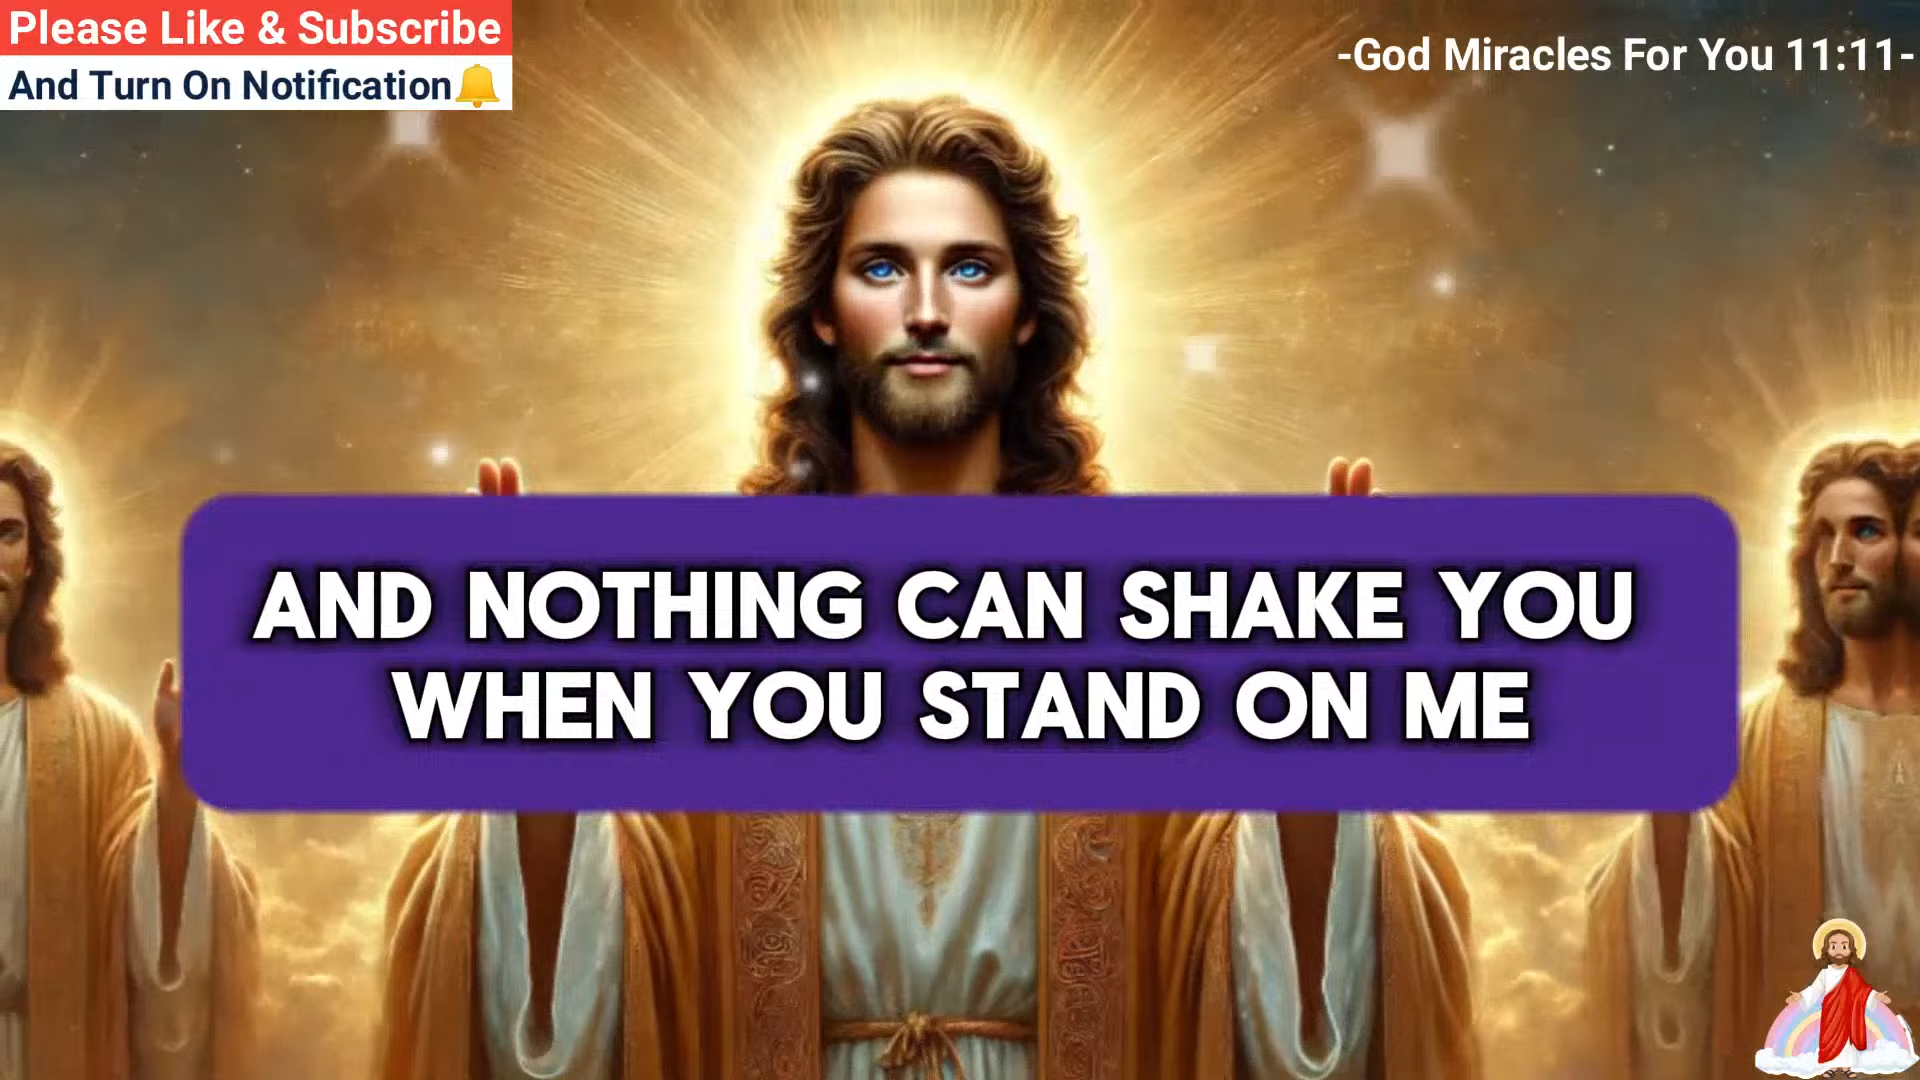 Please Like & Subscribe
And Turn On Notification🔔
-God Miracles For You 11:11-
AND NOTHING CAN SHAKE YOU
WHEN YOU STAND ON ME